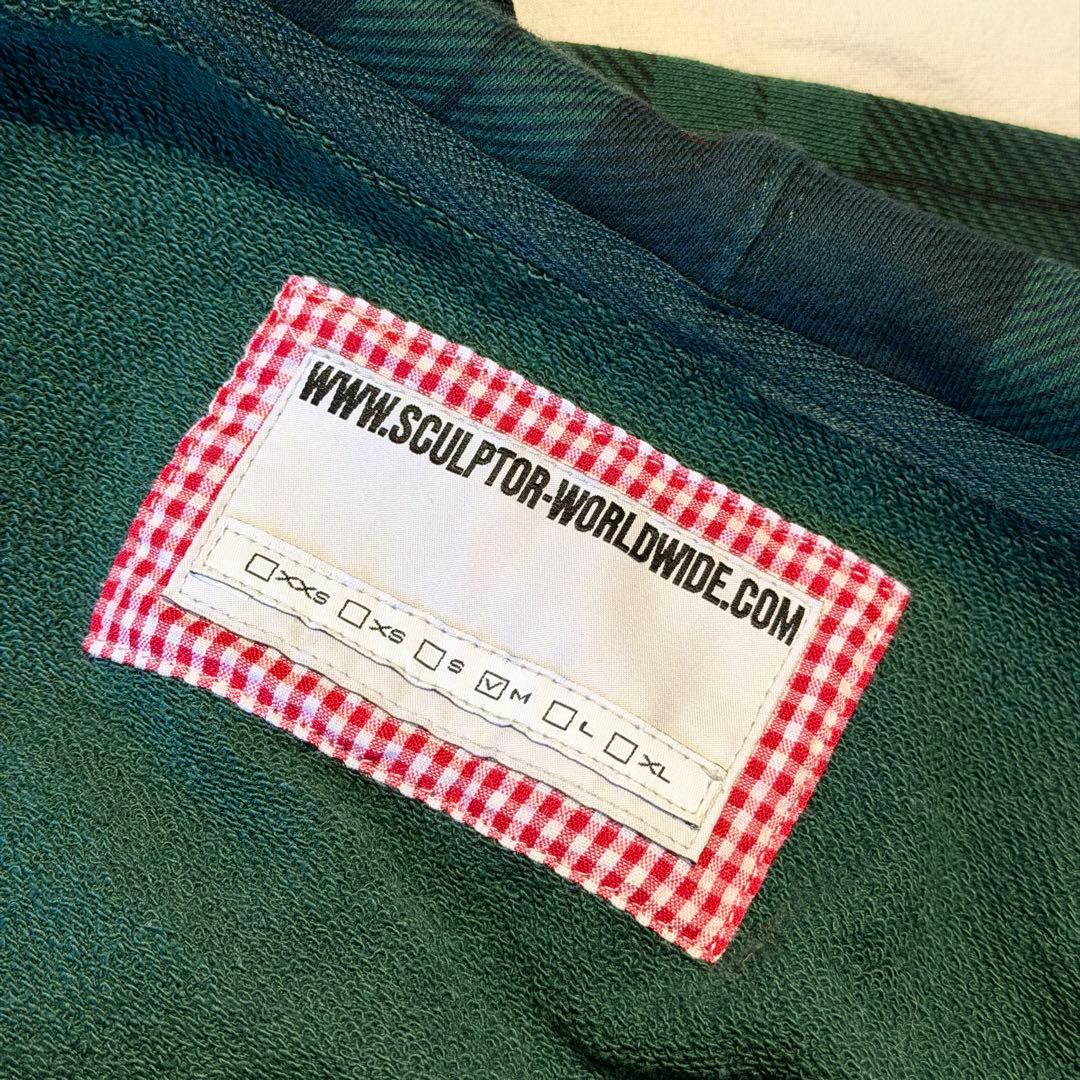 WWW.SCULPTOR-WORLDWIDE.COM
☐XXS ☐XS ☐S ☑M ☐L ☐XL